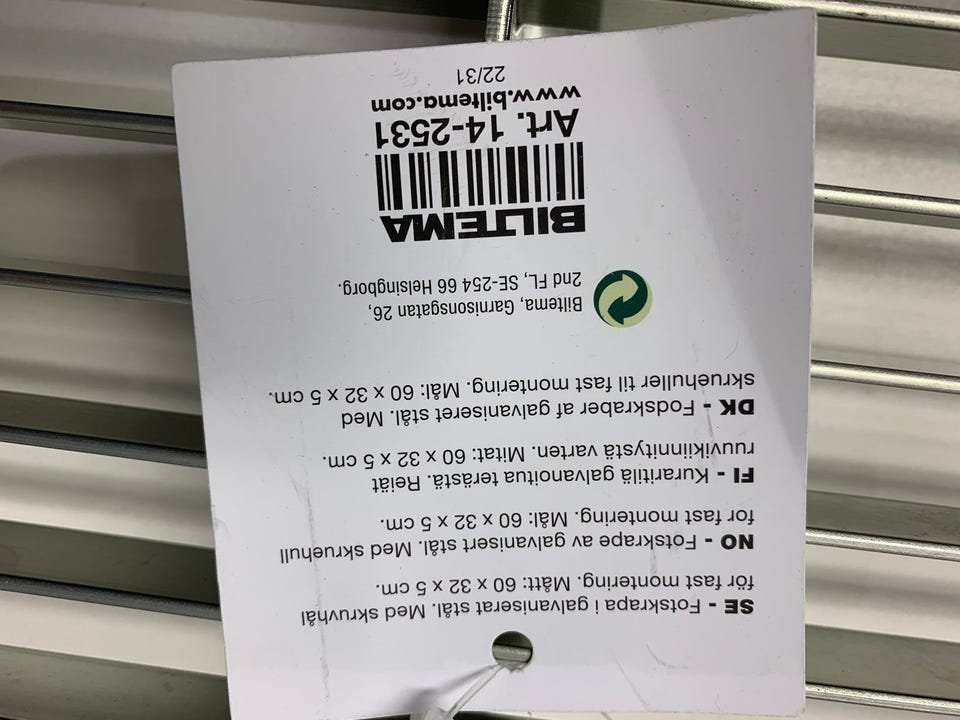 SE - Fotskrapa i galvaniserat stål. Med skruvhål
för fast montering. Mått: 60 x 32 x 5 cm.
NO - Fotskrape av galvanisert stål. Med skruehull
for fast montering. Mål: 60 x 32 x 5 cm.
FI - Kuraritilä galvanoitua terästä. Reiät
ruuvikiinnitystä varten. Mitat: 60 x 32 x 5 cm.
DK - Fodskraber af galvaniseret stål. Med
skruehuller til fast montering. Mål: 60 x 32 x 5 cm.
Biltema, Garnisonsgatan 26,
2nd FL, SE-254 66 Helsingborg.
BILTEMA
Art. 14-2531
www.biltema.com
22/31